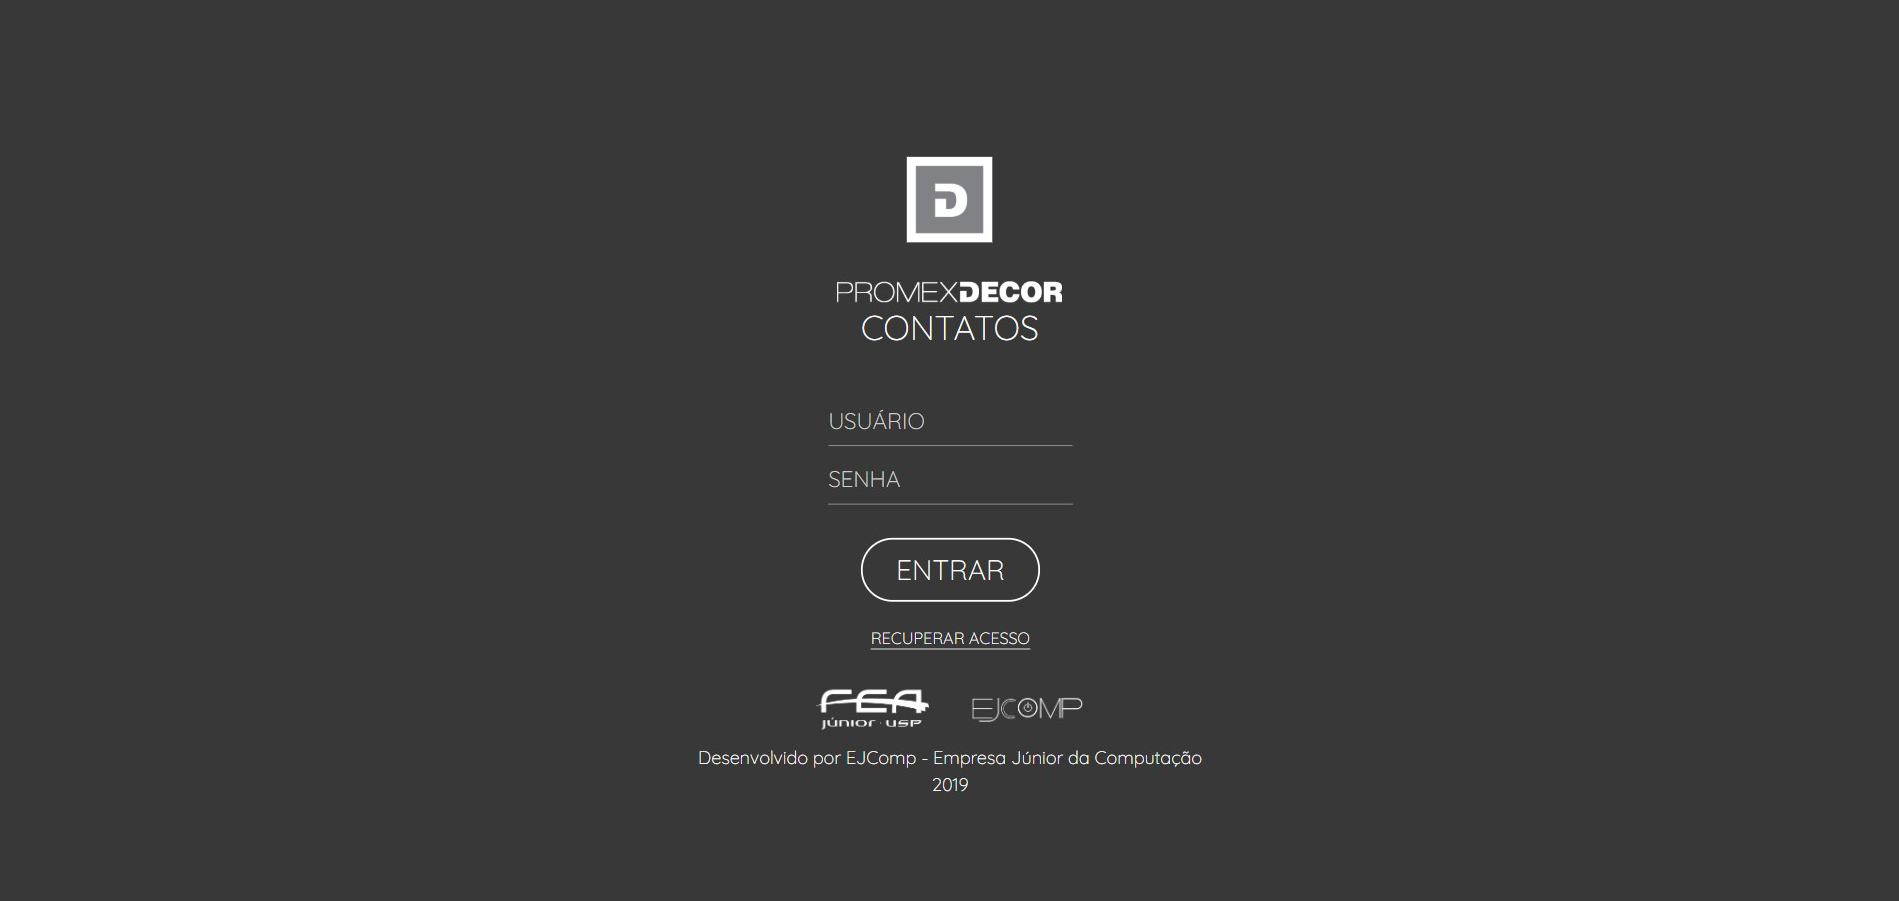 D
PROMEXDECOR
CONTATOS
USUÁRIO
SENHA
ENTRAR
RECUPERAR ACESSO
FEA
JÚNIOR · USP
EJCOMP
Desenvolvido por EJComp - Empresa Júnior da Computação
2019